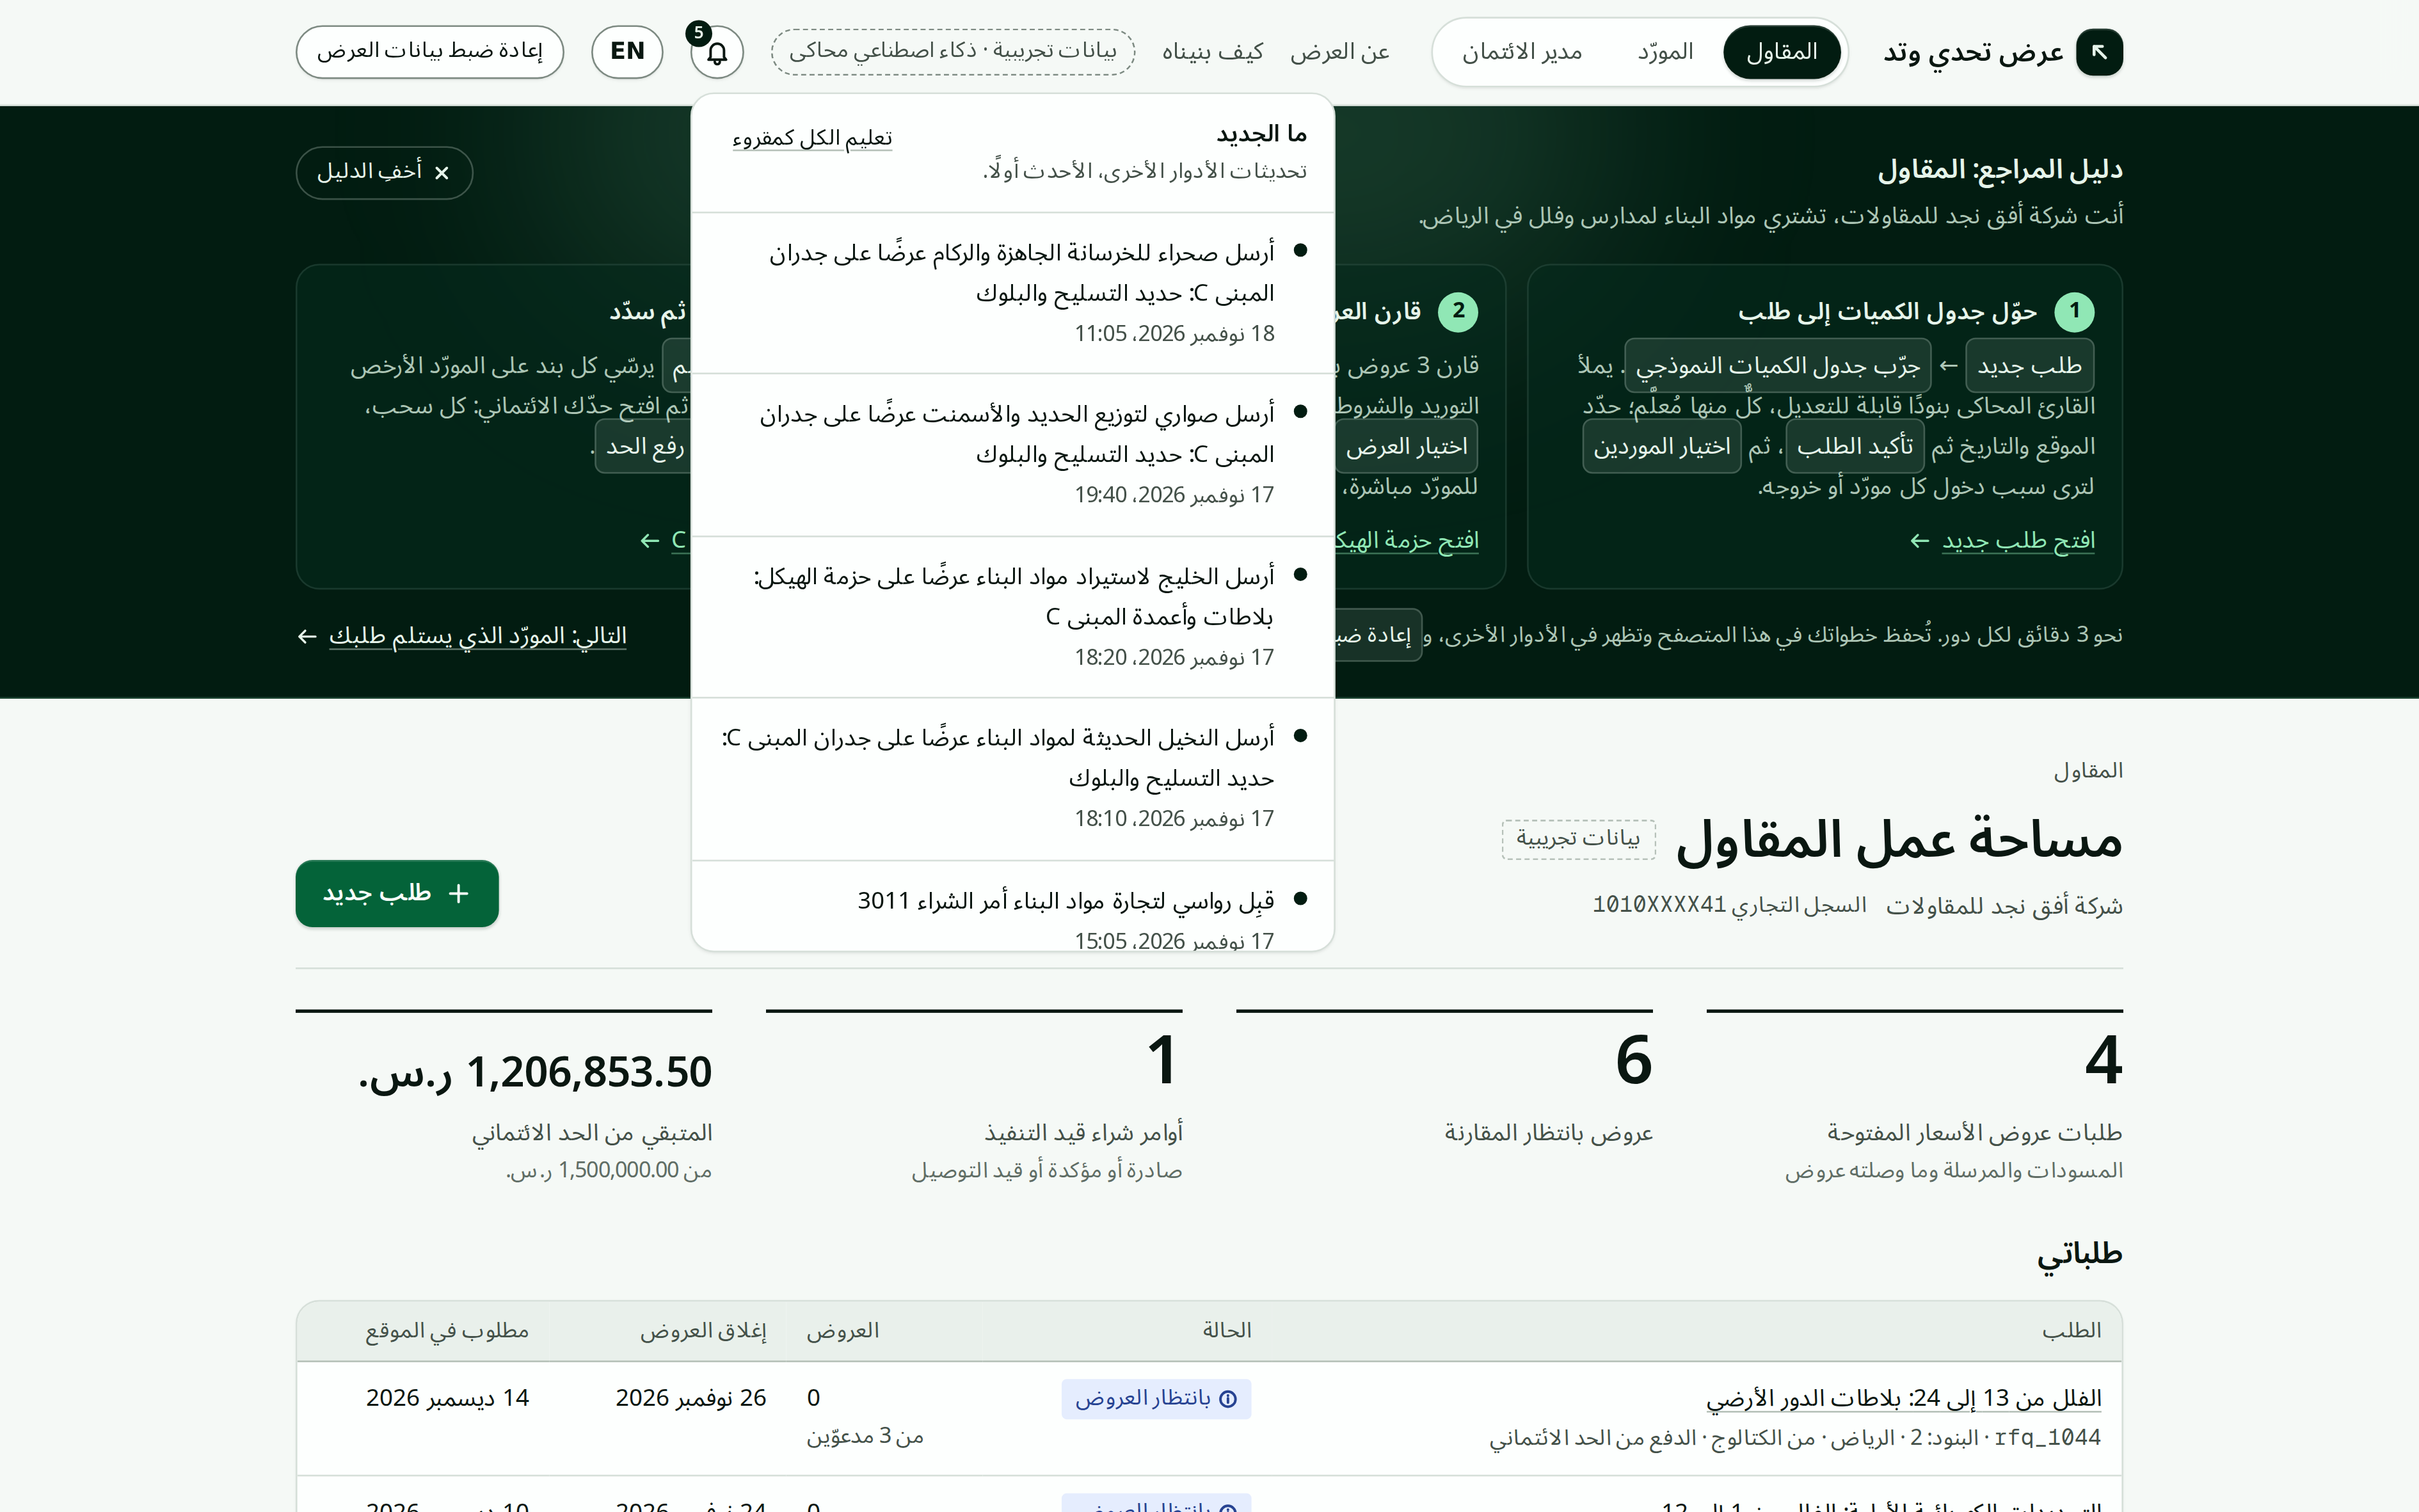 عرض تحدي وتد
المقاول
المورّد
مدير الائتمان
عن العرض
كيف بنيناه
بيانات تجريبية · ذكاء اصطناعي محاكى
5
EN
إعادة ضبط بيانات العرض
دليل المراجع: المقاول
أنت شركة أفق نجد للمقاولات، تشتري مواد البناء لمدارس وفلل في الرياض.
أخفِ الدليل
1 حوّل جدول الكميات إلى طلب
طلب جديد ← جرّب جدول الكميات النموذجي. يملأ
القارئ المحاكى بنودًا قابلة للتعديل، كلٌّ منها مُعلَّم؛ حدّد
الموقع والتاريخ ثم تأكيد الطلب، ثم اختيار الموردين
لترى سبب دخول كل مورّد أو خروجه.
افتح طلب جديد ←
2 قارن
قارن 3 عروض
التوريد والشروط
اختيار العرض
للمورّد مباشرة،
افتح حزمة
ثم سدّد
يرسّي كل بند على المورّد الأرخص
ثم افتح حدّك الائتماني: كل سحب،
رفع الحد.
C ←
نحو 3 دقائق لكل دور. تُحفظ خطواتك في هذا المتصفح وتظهر في الأدوار الأخرى، وإعادة
التالي: المورّد الذي يستلم طلبك ←
ما الجديد
تعليم الكل كمقروء
تحديثات الأدوار الأخرى، الأحدث أولًا.
أرسل صحراء للخرسانة الجاهزة والركام عرضًا على جدران
المبنى C: حديد التسليح والبلوك
18 نوفمبر 2026، 11:05
أرسل صواري لتوزيع الحديد والأسمنت عرضًا على جدران
المبنى C: حديد التسليح والبلوك
17 نوفمبر 2026، 19:40
أرسل الخليج لاستيراد مواد البناء عرضًا على حزمة الهيكل:
بلاطات وأعمدة المبنى C
17 نوفمبر 2026، 18:20
أرسل النخيل الحديثة لمواد البناء عرضًا على جدران المبنى C:
حديد التسليح والبلوك
17 نوفمبر 2026، 18:10
قبِل رواسي لتجارة مواد البناء أمر الشراء 3011
17 نوفمبر 2026، 15:05
المقاول
مساحة عمل المقاول
بيانات تجريبية
شركة أفق نجد للمقاولات السجل التجاري 1010XXXX41
+ طلب جديد
4
طلبات عروض الأسعار المفتوحة
المسودات والمرسلة وما وصلته عروض
6
عروض بانتظار المقارنة
1
أوامر شراء قيد التنفيذ
صادرة أو مؤكدة أو قيد التوصيل
1,206,853.50 ر.س.
المتبقي من الحد الائتماني
من 1,500,000.00 ر.س.
طلباتي
الطلب الحالة العروض إغلاق العروض مطلوب في الموقع
الفلل من 13 إلى 24: بلاطات الدور الأرضي
rfq_1044 · البنود: 2 · الرياض · من الكتالوج · الدفع من الحد الائتماني
بانتظار العروض
0
من 3 مدعوّين
26 نوفمبر 2026
14 ديسمبر 2026